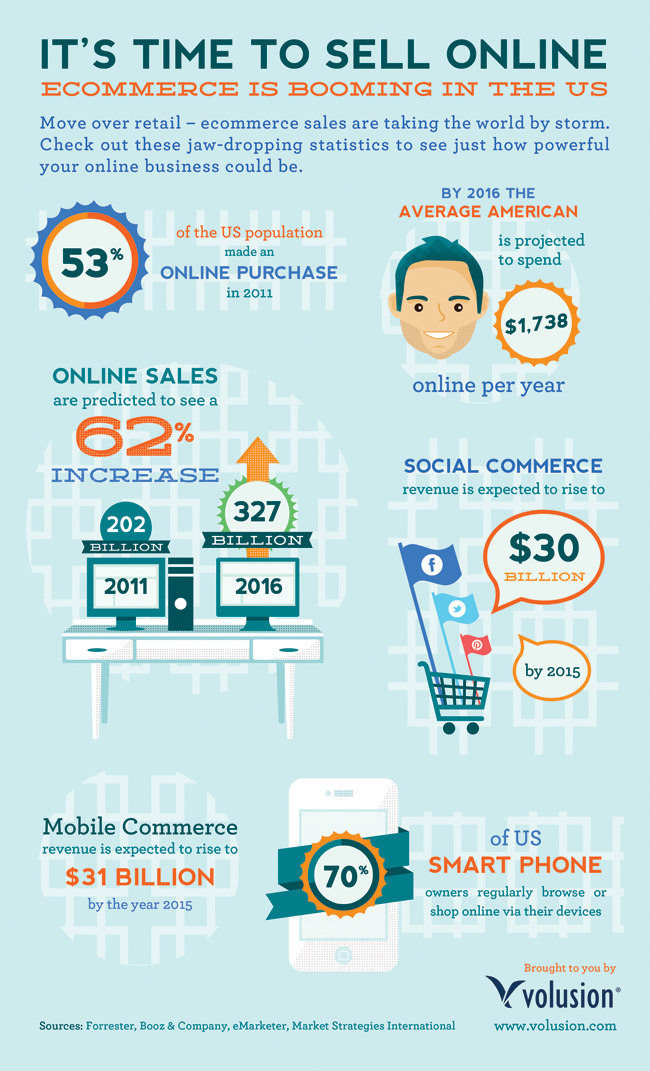 IT'S TIME TO SELL ONLINE
ECOMMERCE IS BOOMING IN THE US
Move over retail – ecommerce sales are taking the world by storm.
Check out these jaw-dropping statistics to see just how powerful
your online business could be.
53%
of the US population
made an
ONLINE PURCHASE
in 2011
BY 2016 THE
AVERAGE AMERICAN
is projected
to spend
$1,738
online per year
ONLINE SALES
are predicted to see a
62%
INCREASE
202
BILLION
2011
327
BILLION
2016
SOCIAL COMMERCE
revenue is expected to rise to
$30
BILLION
by 2015
Mobile Commerce
revenue is expected to rise to
$31 BILLION
by the year 2015
70%
of US
SMART PHONE
owners regularly browse or
shop online via their devices
Brought to you by
volusion®
www.volusion.com
Sources: Forrester, Booz & Company, eMarketer, Market Strategies International